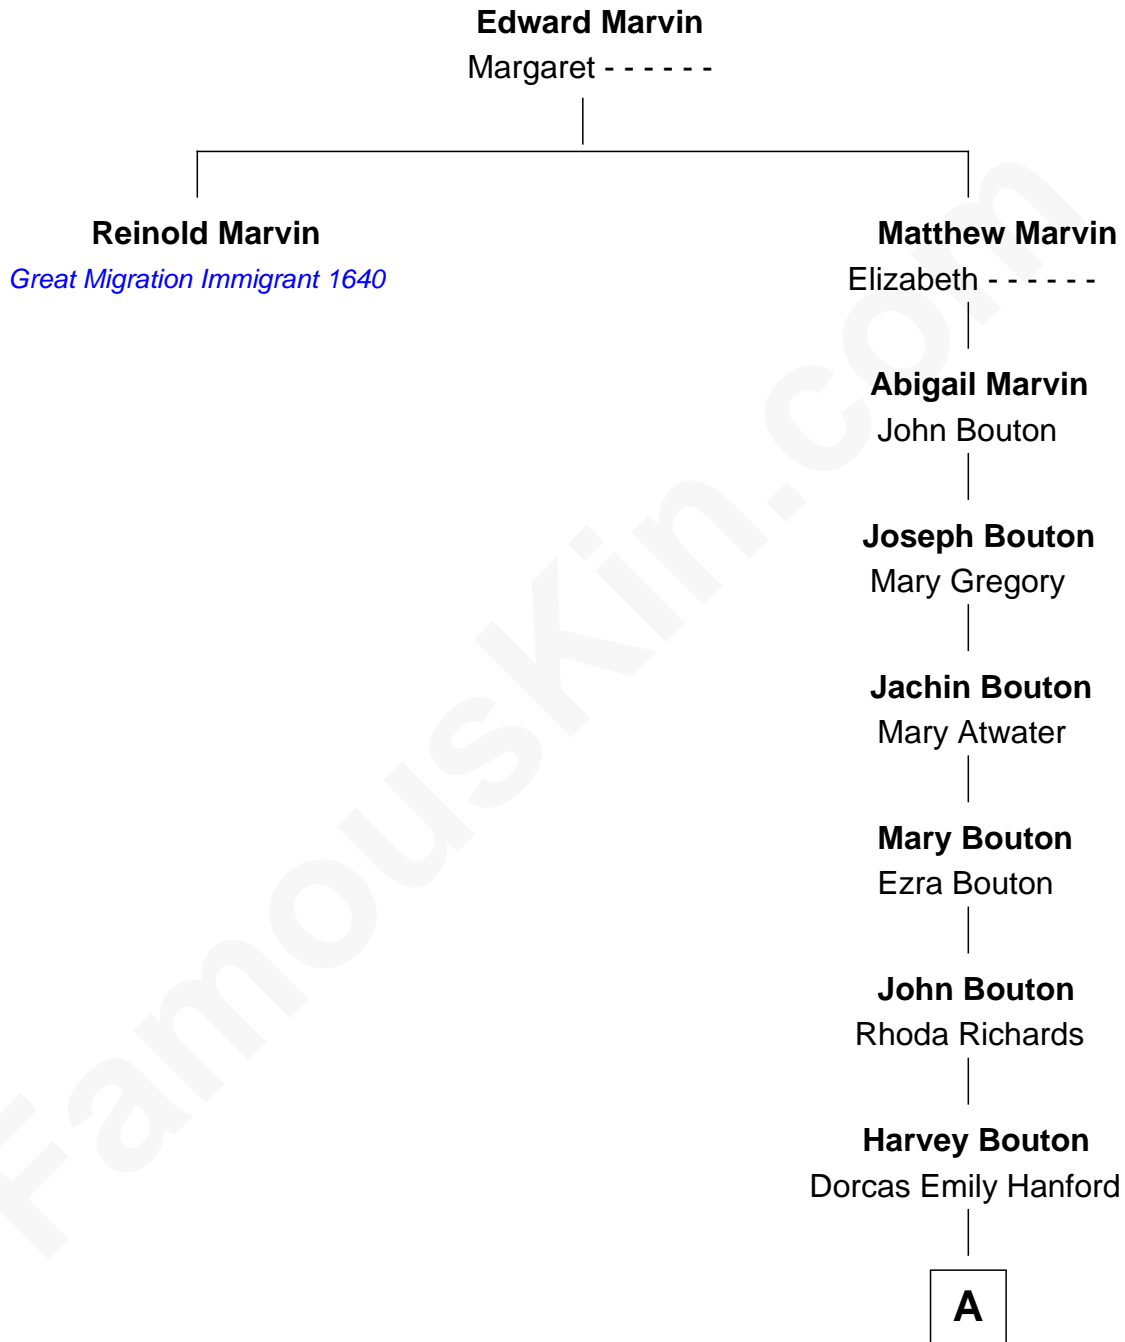 Edward Marvin
Margaret - - - - - -
Reinold Marvin
Great Migration Immigrant 1640
Matthew Marvin
Elizabeth - - - - - -
Abigail Marvin
John Bouton
Joseph Bouton
Mary Gregory
Jachin Bouton
Mary Atwater
Mary Bouton
Ezra Bouton
John Bouton
Rhoda Richards
Harvey Bouton
Dorcas Emily Hanford
A
FamousKin.com